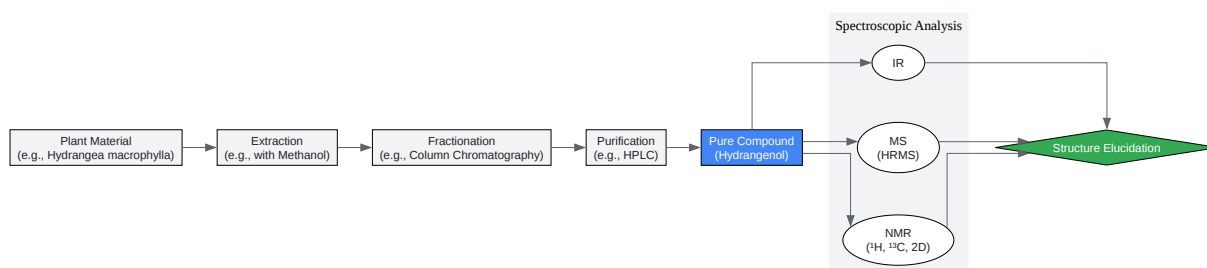 Spectroscopic Analysis
IR
Plant Material
(e.g., Hydrangea macrophylla)
Extraction
(e.g., with Methanol)
Fractionation
(e.g., Column Chromatography)
Purification
(e.g., HPLC)
Pure Compound
(Hydrangenol)
MS
(HRMS)
Structure Elucidation
NMR
(¹H, ¹³C, 2D)